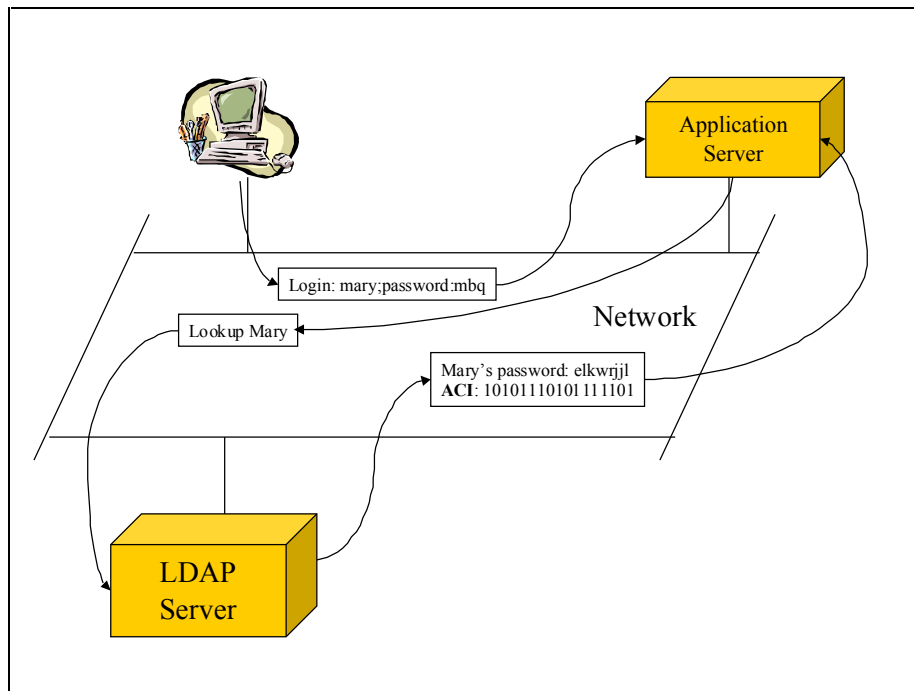 Application
Server
Login: mary;password:mbq
Lookup Mary
Network
Mary’s password: elkwrjjl
ACI: 10101110101111101
LDAP
Server